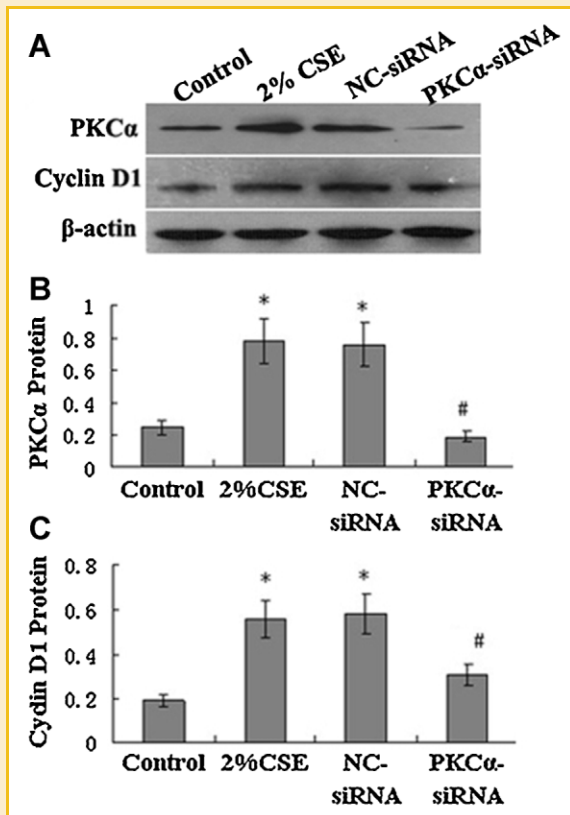 A
Control 2% CSE NC-siRNA PKCα-siRNA
PKCα
Cyclin D1
β-actin
B
PKCα Protein
1
0.8
0.6
0.4
0.2
0
* * #
Control 2%CSE NC- PKCα-
siRNA siRNA
C
Cydin D1 Protein
0.8
0.6
0.4
0.2
0
* * #
Control 2%CSE NC- PKCα-
siRNA siRNA